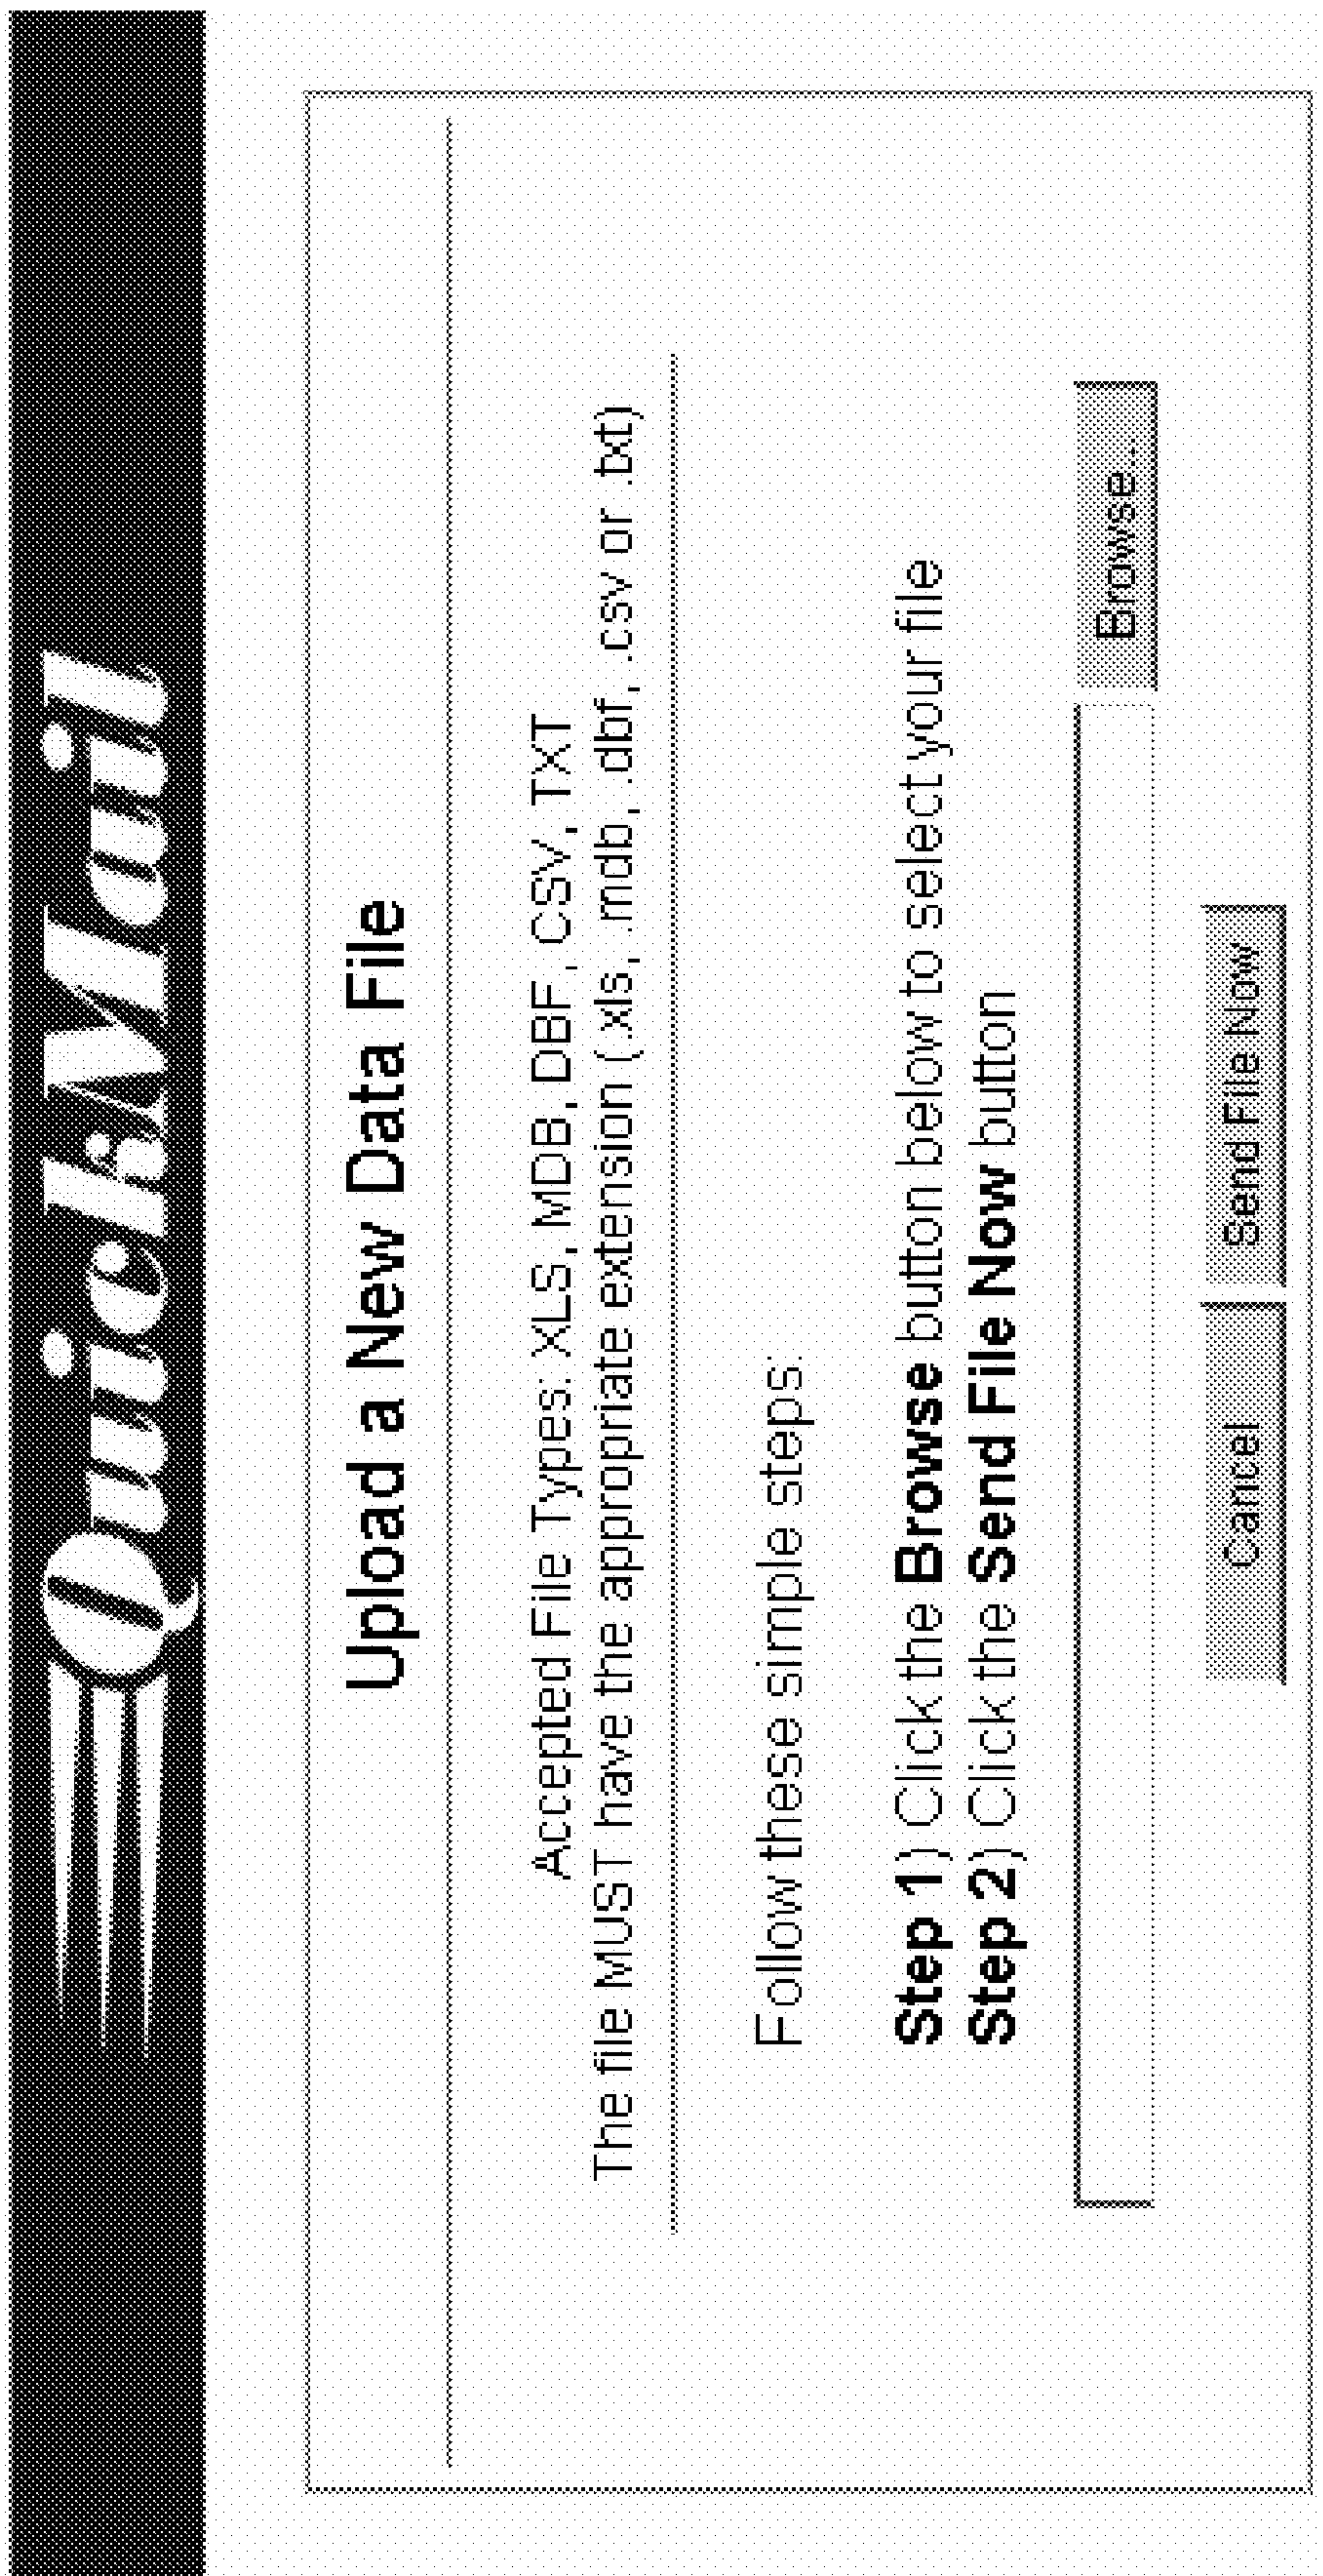 QuickMail
Upload a New Data File
Accepted File Types: XLS, MDB, DBF, CSV, TXT
The file MUST have the appropriate extension (.xls, .mdb, .dbf, .csv or .txt)
Follow these simple steps:
Step 1) Click the Browse button below to select your file
Step 2) Click the Send File Now button
Browse...
Cancel Send File Now